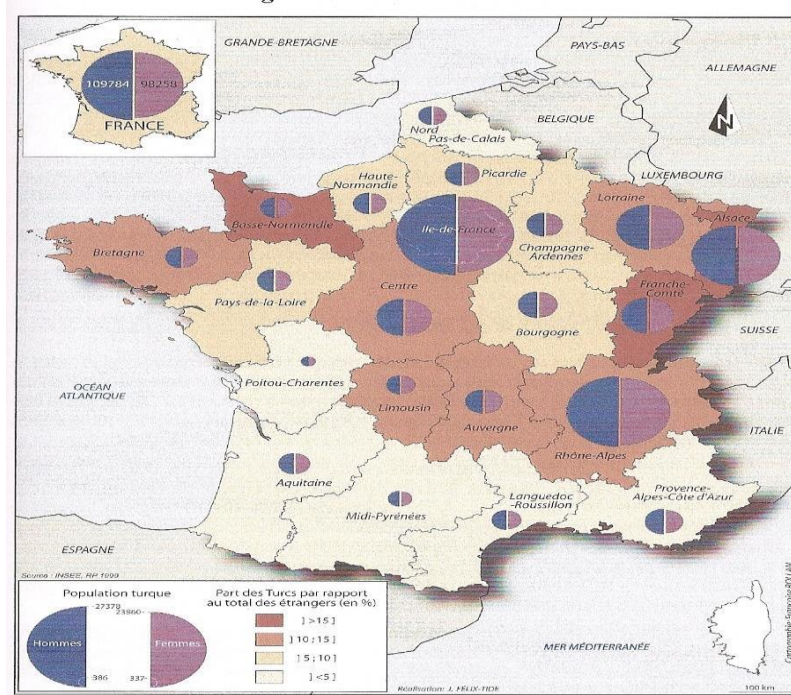 GRANDE-BRETAGNE
PAYS-BAS
ALLEMAGNE
109784
98258
FRANCE
BELGIQUE
N
Nord
Pas-de-Calais
LUXEMBOURG
Haute-
Normandie
Picardie
Lorraine
Alsace
Basse-Normandie
Ile-de-France
Champagne-
Ardennes
Bretagne
Centre
Franche-
Comté
Pays-de-la-Loire
Bourgogne
SUISSE
Poitou-Charentes
OCÉAN
ATLANTIQUE
Limousin
Auvergne
ITALIE
Rhône-Alpes
Aquitaine
Languedoc
-Roussillon
Provence-
Alpes-Côte d'Azur
Midi-Pyrénées
ESPAGNE
Source : INSEE, RP 1999
Population turque
27378
23860
Hommes
Femmes
386
337
Part des Turcs par rapport
au total des étrangers (en %)
] >15 ]
] 10 ; 15 ]
] 5 ; 10 ]
] <5 ]
MER MÉDITERRANÉE
Réalisation: J. FÉLIX-TIDE
100 km